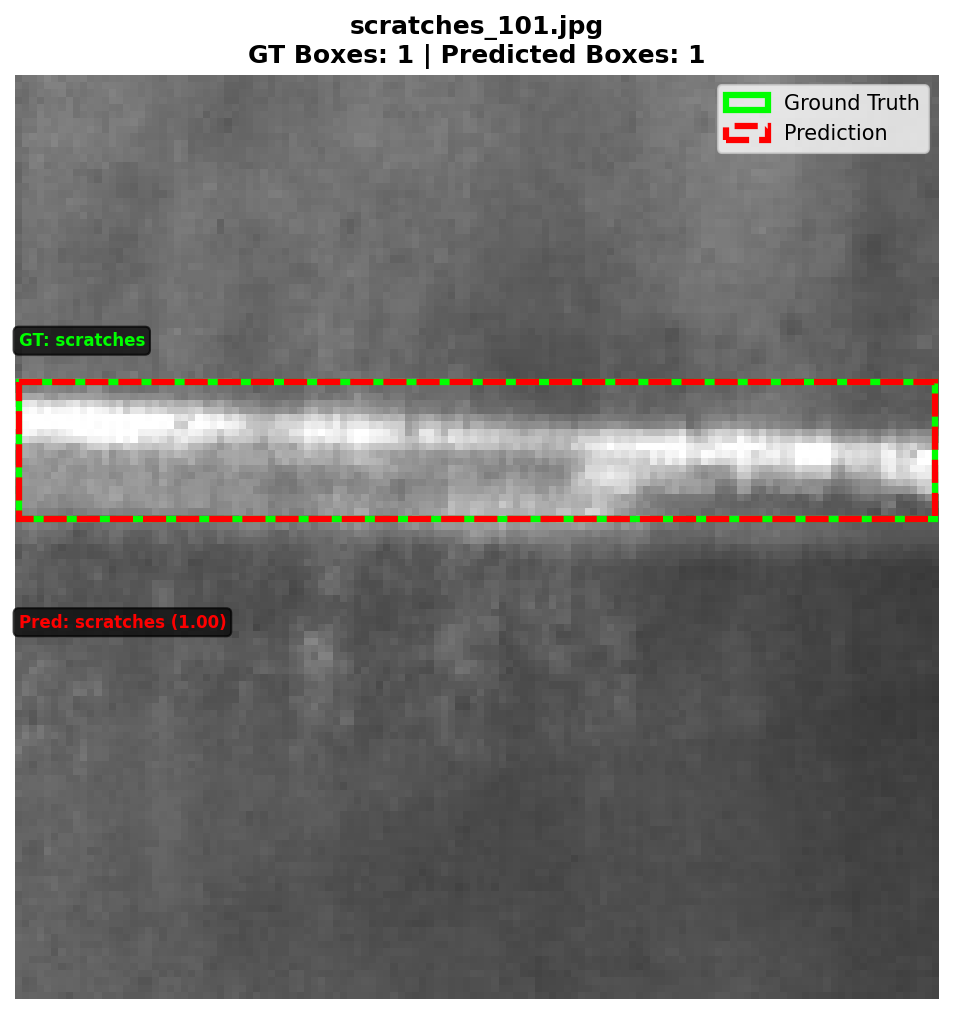 scratches_101.jpg
GT Boxes: 1 | Predicted Boxes: 1
Ground Truth
Prediction
GT: scratches
Pred: scratches (1.00)